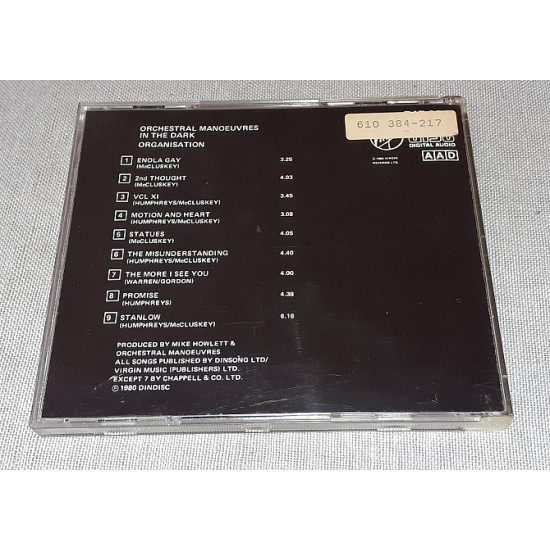 ORCHESTRAL MANOEUVRES
IN THE DARK
ORGANISATION
1 ENOLA GAY 3.25
(McCLUSKEY)
2 2nd THOUGHT 4.03
(McCLUSKEY)
3 VCL XI 3.45
(HUMPHREYS/McCLUSKEY)
4 MOTION AND HEART 3.08
(HUMPHREYS/McCLUSKEY)
5 STATUES 4.05
(McCLUSKEY)
6 THE MISUNDERSTANDING 4.40
(HUMPHREYS/McCLUSKEY)
7 THE MORE I SEE YOU 4.00
(WARREN/GORDON)
8 PROMISE 4.38
(HUMPHREYS)
9 STANLOW 6.16
(HUMPHREYS/McCLUSKEY)
PRODUCED BY MIKE HOWLETT &
ORCHESTRAL MANOEUVRES
ALL SONGS PUBLISHED BY DINSONG LTD/
VIRGIN MUSIC (PUBLISHERS) LTD.
EXCEPT 7 BY CHAPPELL & CO. LTD.
℗ 1980 DINDISC
610 384-217
DIGITAL AUDIO
AAD
RECORDS LTD.